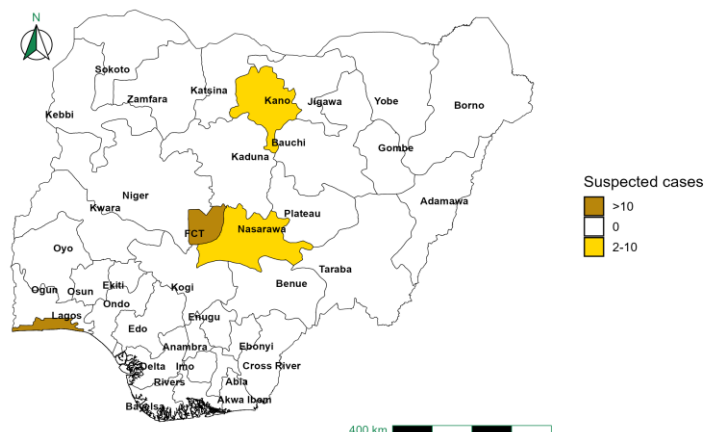 N
Sokoto
Katsina
Zamfara
Kano
Jigawa
Yobe
Borno
Kebbi
Bauchi
Gombe
Kaduna
Niger
Adamawa
Kwara
Plateau
FCT
Nasarawa
Oyo
Taraba
Ogun
Osun
Ekiti
Kogi
Benue
Ondo
Lagos
Edo
Enugu
Anambra
Ebonyi
Delta
Imo
Cross River
Rivers
Abia
Bayelsa
Akwa Ibom
Suspected cases
>10
0
2-10
400 km